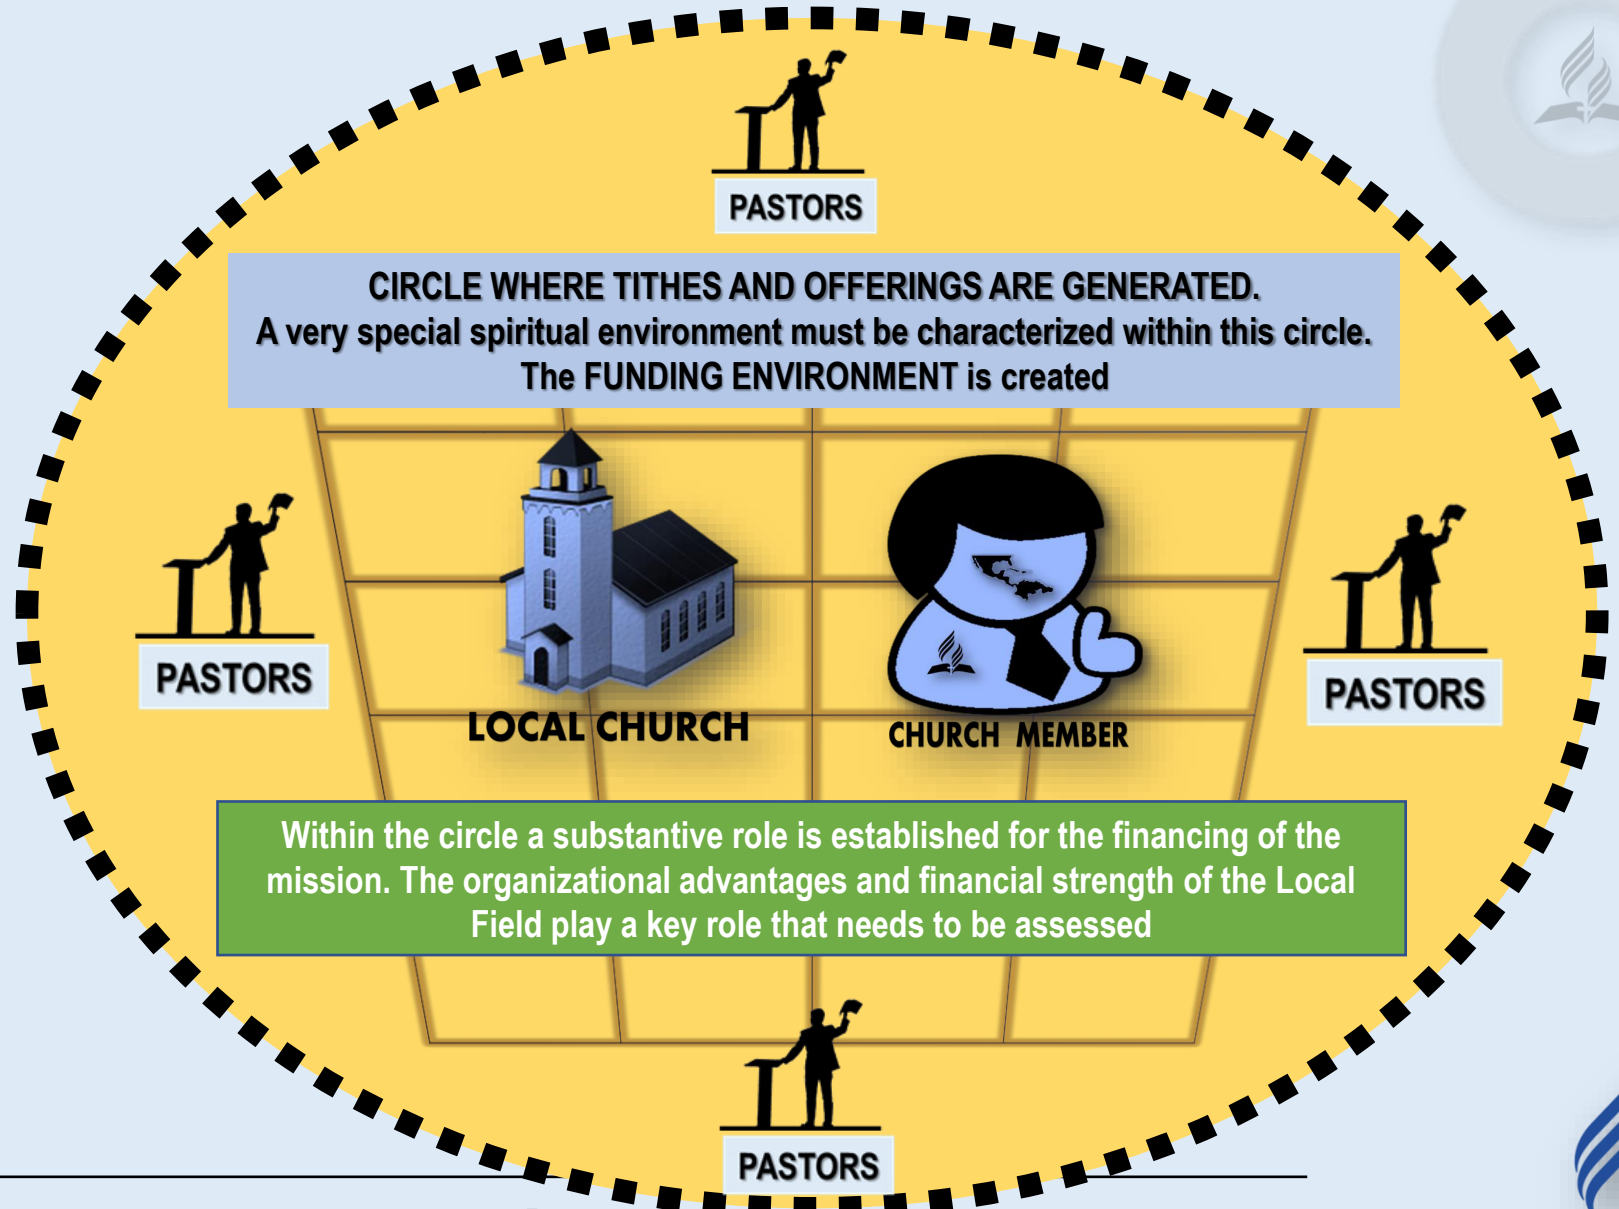 PASTORS
CIRCLE WHERE TITHES AND OFFERINGS ARE GENERATED.
A very special spiritual environment must be characterized within this circle.
The FUNDING ENVIRONMENT is created
PASTORS
PASTORS
LOCAL CHURCH
CHURCH MEMBER
Within the circle a substantive role is established for the financing of the
mission. The organizational advantages and financial strength of the Local
Field play a key role that needs to be assessed
PASTORS